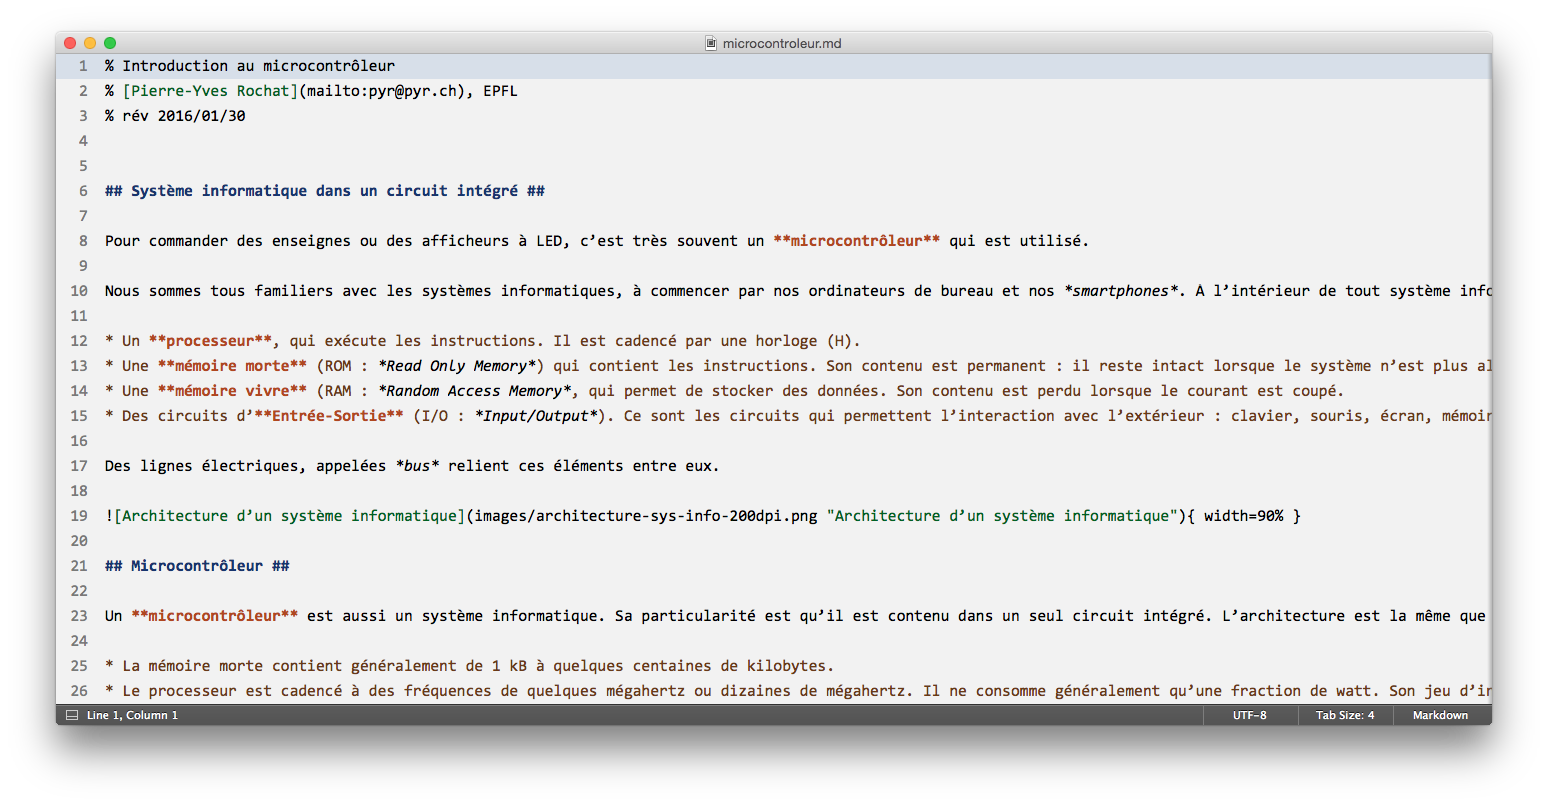 microcontroleur.md
1 % Introduction au microcontrôleur
2 % [Pierre-Yves Rochat](mailto:pyr@pyr.ch), EPFL
3 % rév 2016/01/30
4
5
6 ## Système informatique dans un circuit intégré ##
7
8 Pour commander des enseignes ou des afficheurs à LED, c’est très souvent un **microcontrôleur** qui est utilisé.
9
10 Nous sommes tous familiers avec les systèmes informatiques, à commencer par nos ordinateurs de bureau et nos *smartphones*. À l’intérieur de tout système info
11
12 * Un **processeur**, qui exécute les instructions. Il est cadencé par une horloge (H).
13 * Une **mémoire morte** (ROM : *Read Only Memory*) qui contient les instructions. Son contenu est permanent : il reste intact lorsque le système n’est plus al
14 * Une **mémoire vivre** (RAM : *Random Access Memory*, qui permet de stocker des données. Son contenu est perdu lorsque le courant est coupé.
15 * Des circuits d’**Entrée-Sortie** (I/O : *Input/Output*). Ce sont les circuits qui permettent l’interaction avec l’extérieur : clavier, souris, écran, mémoir
16
17 Des lignes électriques, appelées *bus* relient ces éléments entre eux.
18
19 ![Architecture d’un système informatique](images/architecture-sys-info-200dpi.png "Architecture d’un système informatique"){ width=90% }
20
21 ## Microcontrôleur ##
22
23 Un **microcontrôleur** est aussi un système informatique. Sa particularité est qu’il est contenu dans un seul circuit intégré. L’architecture est la même que
24
25 * La mémoire morte contient généralement de 1 kB à quelques centaines de kilobytes.
26 * Le processeur est cadencé à des fréquences de quelques mégahertz ou dizaines de mégahertz. Il ne consomme généralement qu’une fraction de watt. Son jeu d’in
Line 1, Column 1 UTF-8 Tab Size: 4 Markdown